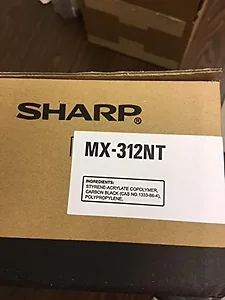 SHARP®
MX-312NT
INGREDIENTS:
STYRENE-ACRYLATE COPOLYMER,
CARBON BLACK (CAS NO.1333-86-4),
POLYPROPYLENE.